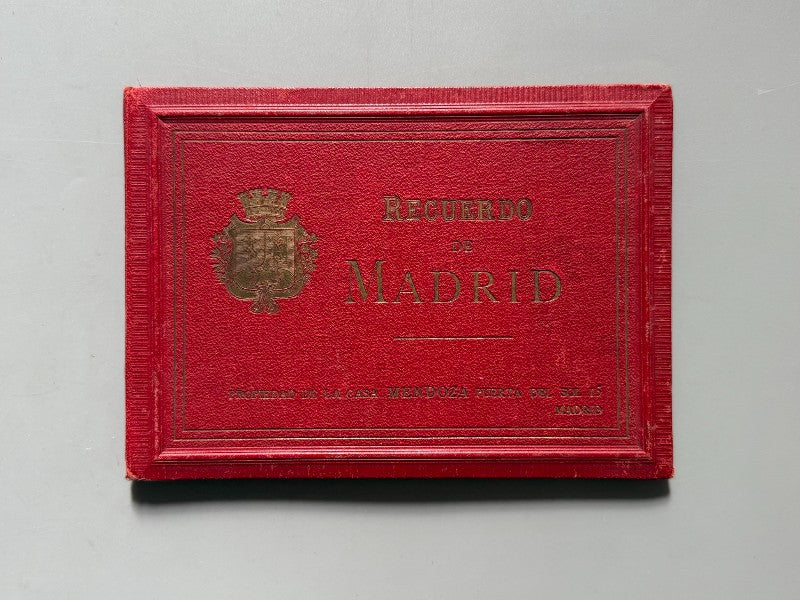 RECUERDO
DE
MADRID
PROPIEDAD DE LA CASA MENDOZA PUERTA DEL SOL 15
MADRID